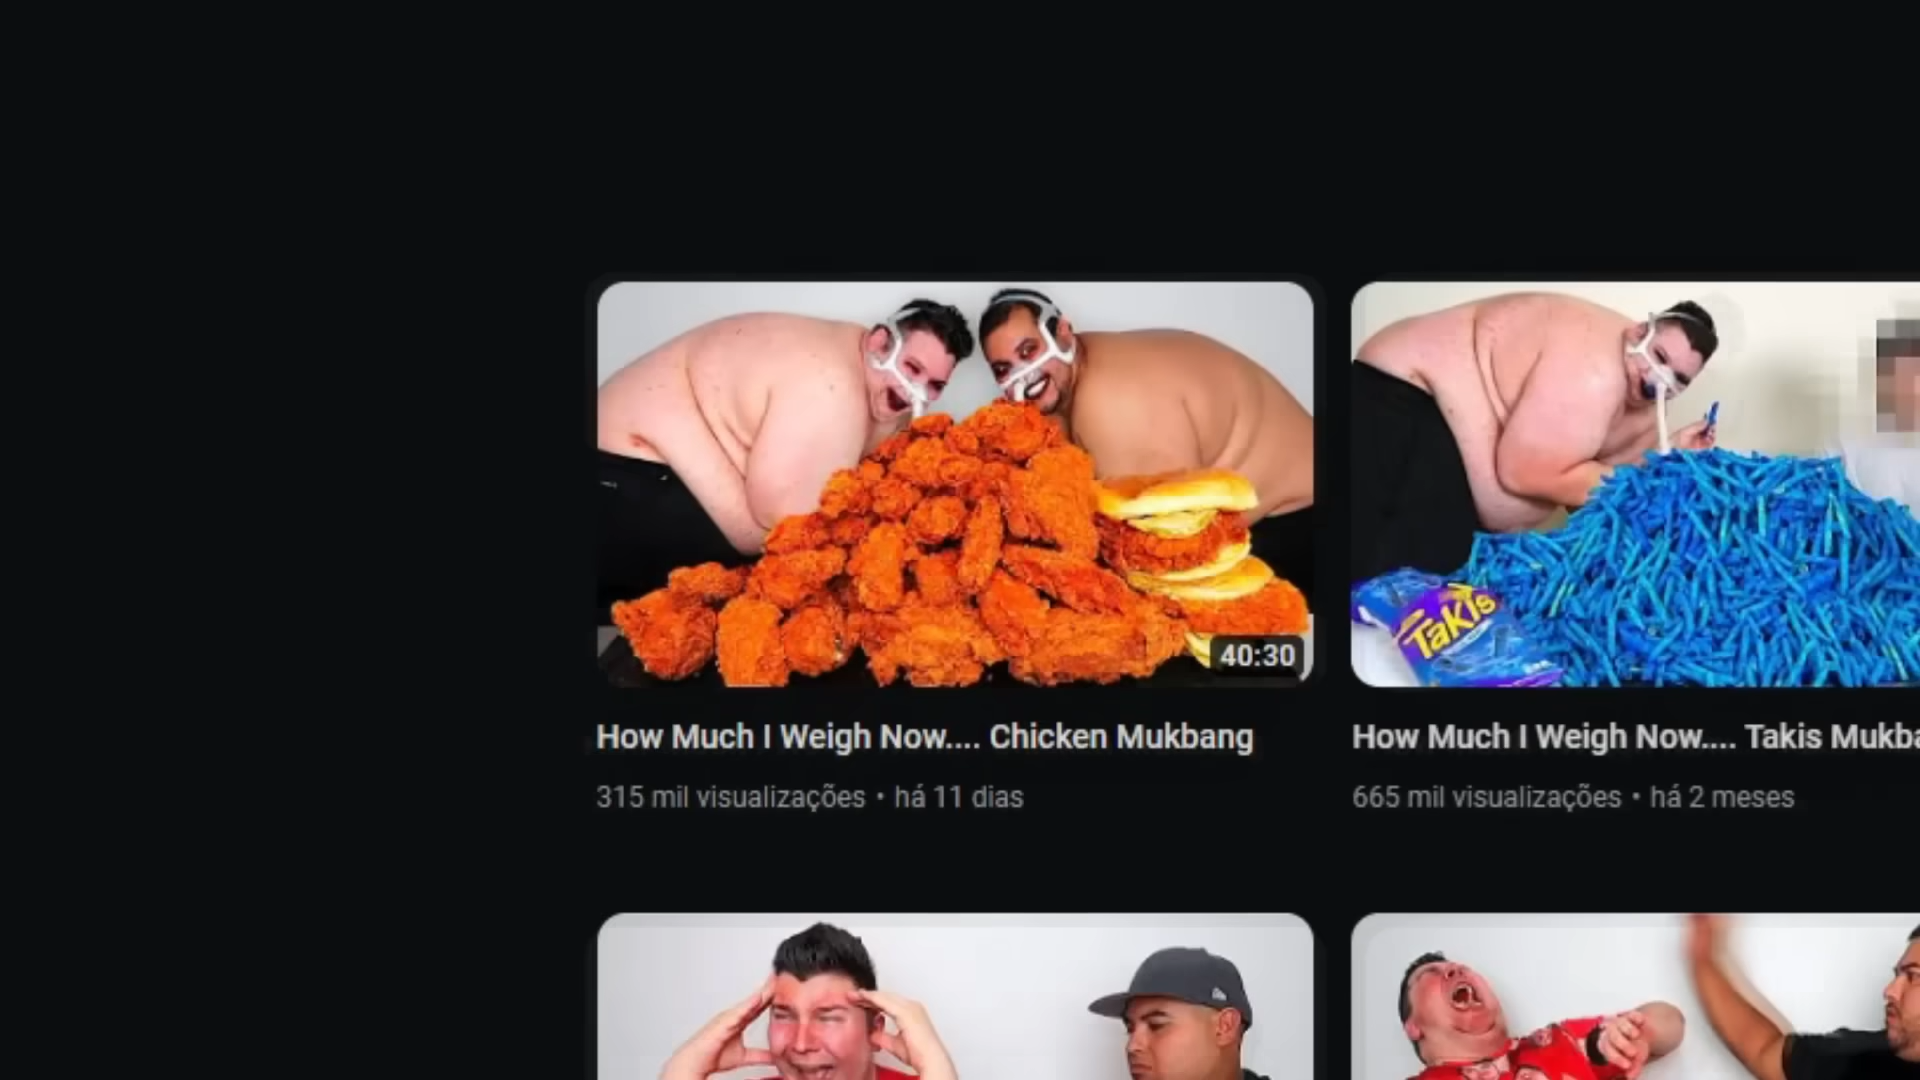 Takis
40:30
How Much I Weigh Now.... Chicken Mukbang
How Much I Weigh Now.... Takis Mukba
315 mil visualizações • há 11 dias
665 mil visualizações • há 2 meses